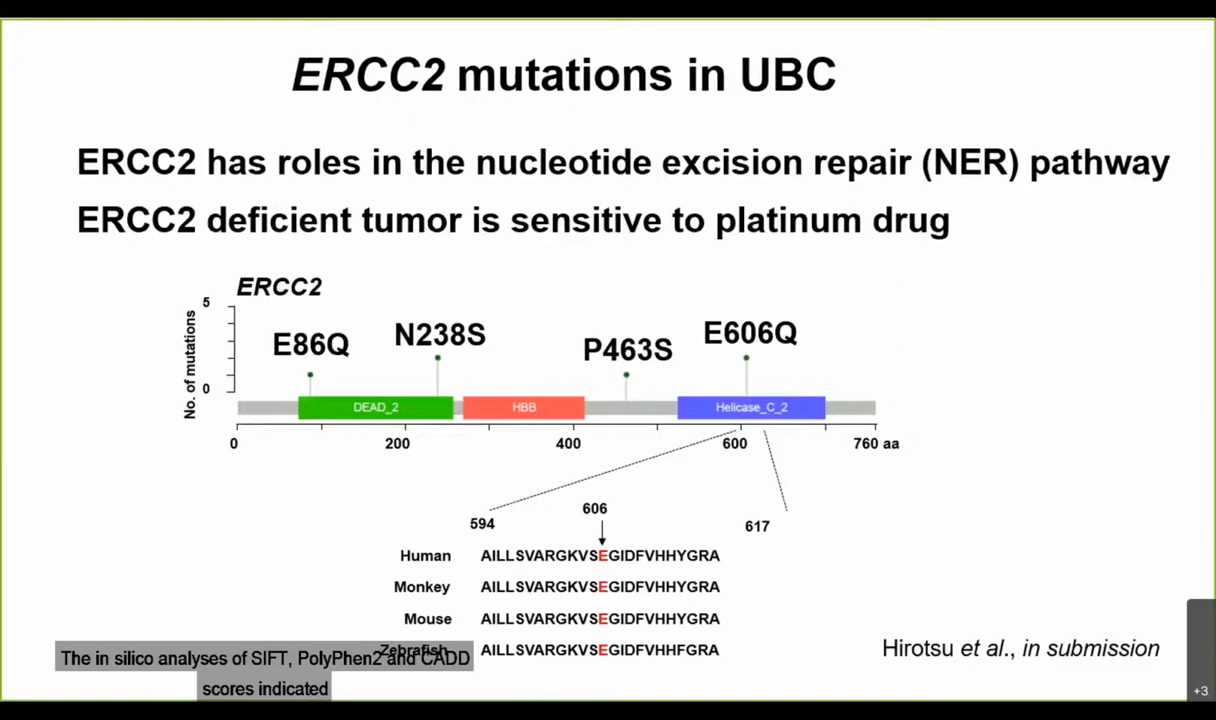 ERCC2 mutations in UBC
ERCC2 has roles in the nucleotide excision repair (NER) pathway
ERCC2 deficient tumor is sensitive to platinum drug
ERCC2
No. of mutations
5
0
E86Q
N238S
P463S
E606Q
DEAD_2
HBB
Helicase_C_2
0
200
400
600
760 aa
594
606
617
Human AILLSVARGKVSEGIDFVHHYGRA
Monkey AILLSVARGKVSEGIDFVHHYGRA
Mouse AILLSVARGKVSEGIDFVHHYGRA
Zebrafish AILLSVARGKVSEGIDFVHHFGRA
Hirotsu et al., in submission
The in silico analyses of SIFT, PolyPhen2 and CADD
scores indicated
+3